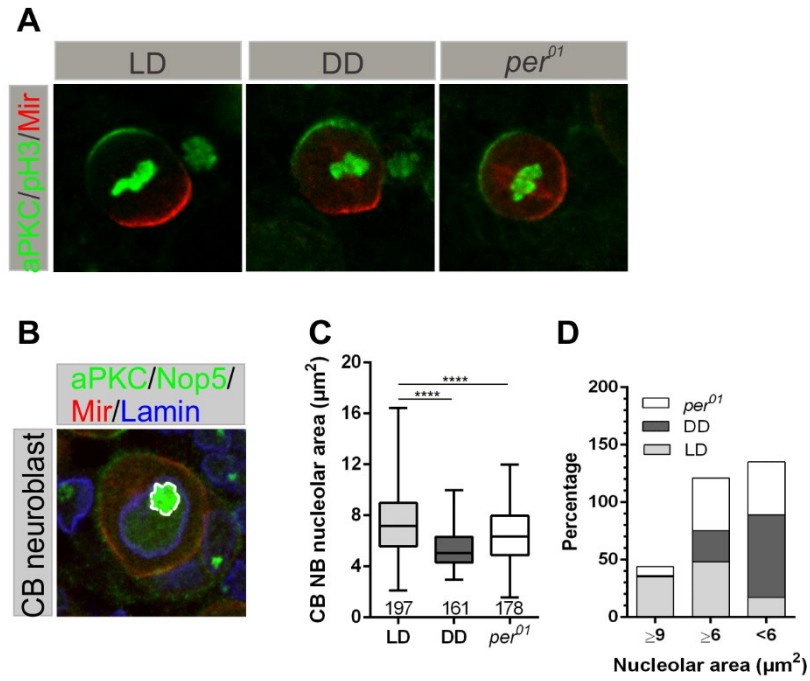 A
LD DD per01
aPKC/pH3/Mir
B
aPKC/Nop5/
Mir/Lamin
CB neuroblast
C
CB NB nucleolar area (µm²)
20
16
12
8
4
0
****
****
197 161 178
LD DD per01
D
Percentage
200
150
100
50
0
per01
DD
LD
≥9 ≥6 <6
Nucleolar area (µm²)